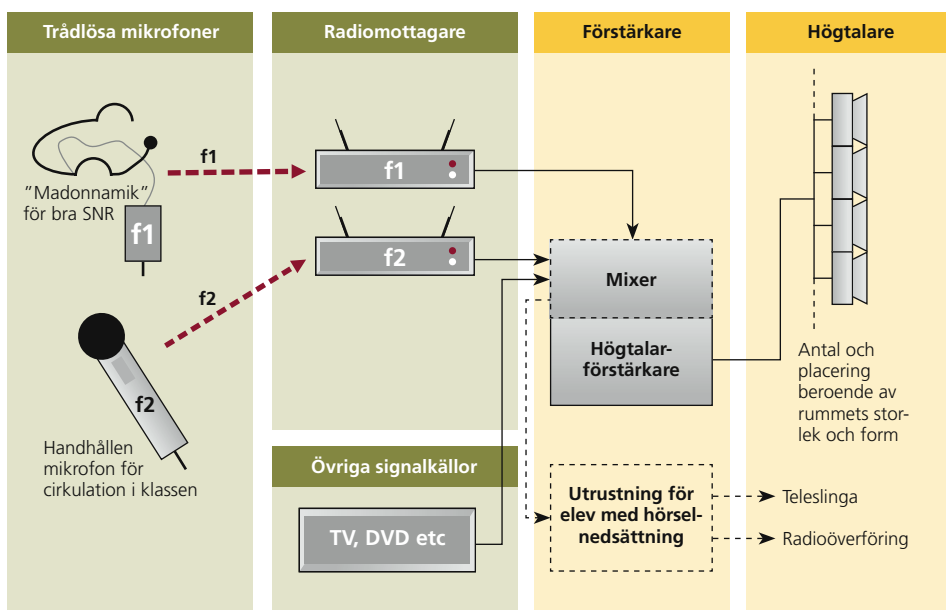 Trådlösa mikrofoner
f1
"Madonnamik"
för bra SNR
f1
f2
f2
Handhållen
mikrofon för
cirkulation i klassen
Radiomottagare
f1
f2
Övriga signalkällor
TV, DVD etc
Förstärkare
Mixer
Högtalar-
förstärkare
Utrustning för
elev med hörsel-
nedsättning
Högtalare
Antal och
placering
beroende av
rummets stor-
lek och form
Teleslinga
Radioöverföring